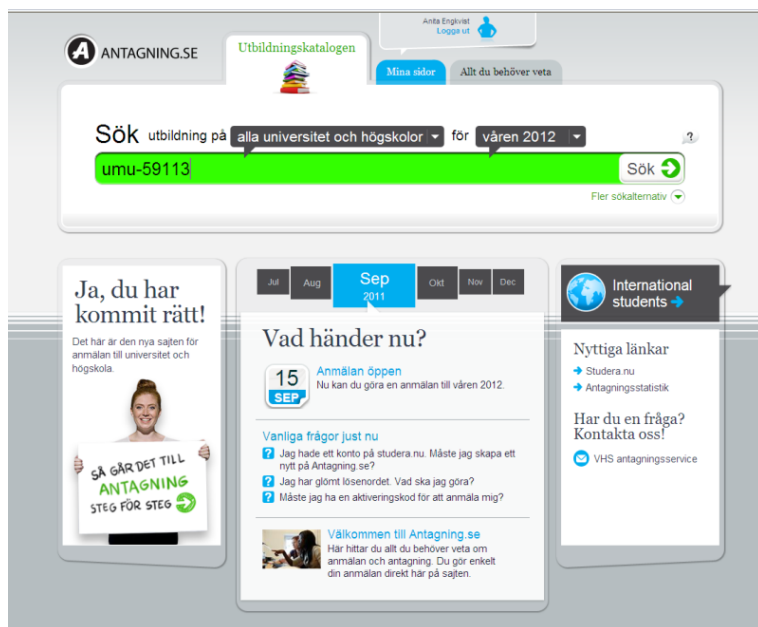 Anita Engkvist
Logga ut
A ANTAGNING.SE
Utbildningskatalogen
Mina sidor
Allt du behöver veta
Sök utbildning på alla universitet och högskolor för våren 2012
?
umu-59113
Sök
Fler sökalternativ
Ja, du har
kommit rätt!
Det här är den nya sajten för
anmälan till universitet och
högskola.
SÅ GÅR DET TILL
ANTAGNING
STEG FÖR STEG
Jul Aug Sep Okt Nov Dec
2011
Vad händer nu?
15
SEP
Anmälan öppen
Nu kan du göra en anmälan till våren 2012.
Vanliga frågor just nu
? Jag hade ett konto på studera.nu. Måste jag skapa ett
nytt på Antagning.se?
? Jag har glömt lösenordet. Vad ska jag göra?
? Måste jag ha en aktiveringskod för att anmäla mig?
Välkommen till Antagning.se
Här hittar du allt du behöver veta om
anmälan och antagning. Du gör enkelt
din anmälan direkt här på sajten.
International
students
Nyttiga länkar
Studera.nu
Antagningsstatistik
Har du en fråga?
Kontakta oss!
VHS antagningsservice